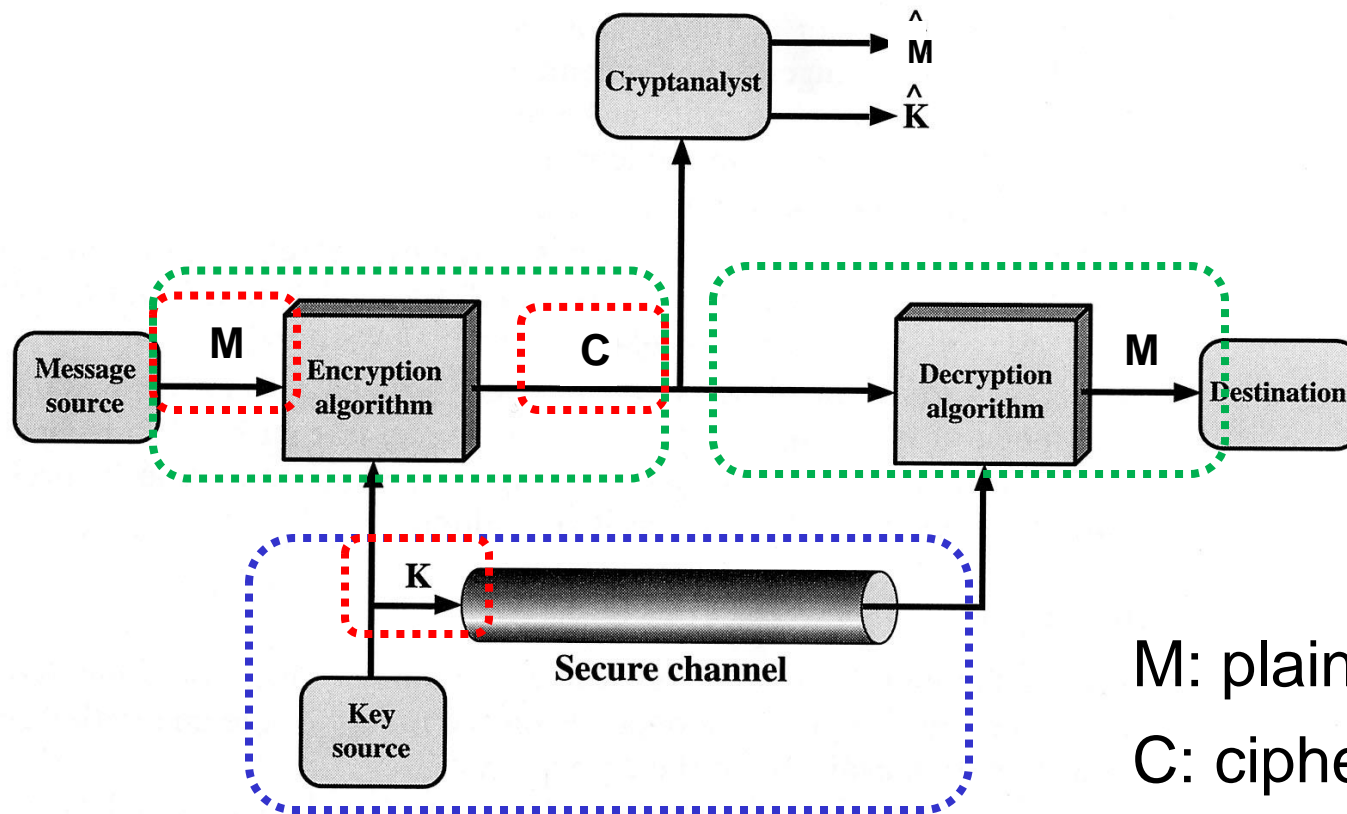 ^
M
Cryptanalyst
^
K
M
C
M
Message
source
Encryption
algorithm
Decryption
algorithm
Destination
K
Secure channel
Key
source
M: plain
C: ciphe